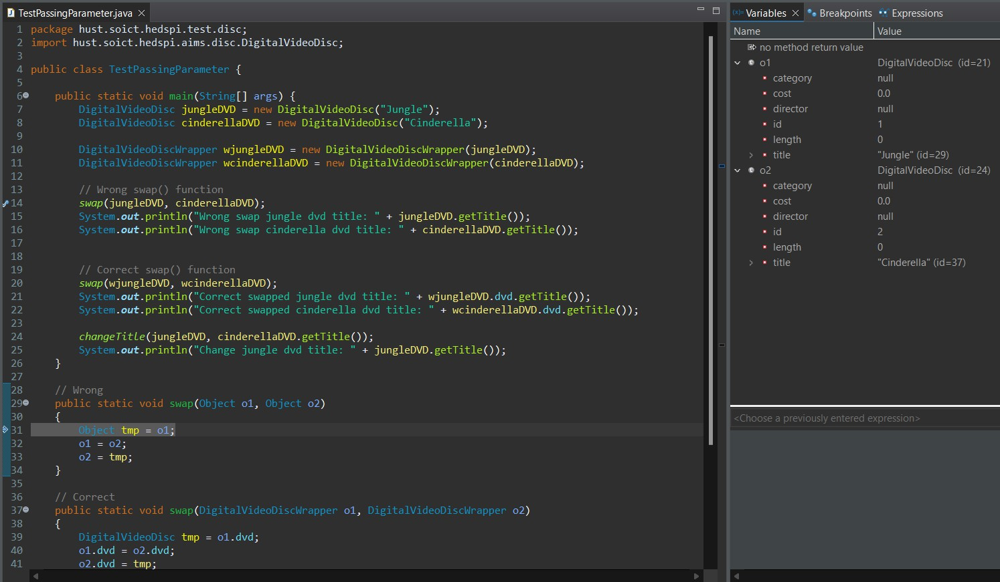 TestPassingParameter.java
1 package hust.soict.hedspi.test.disc;
2 import hust.soict.hedspi.aims.disc.DigitalVideoDisc;
3
4 public class TestPassingParameter {
5
6 public static void main(String[] args) {
7 DigitalVideoDisc jungleDVD = new DigitalVideoDisc("Jungle");
8 DigitalVideoDisc cinderellaDVD = new DigitalVideoDisc("Cinderella");
9
10 DigitalVideoDiscWrapper wjungleDVD = new DigitalVideoDiscWrapper(jungleDVD);
11 DigitalVideoDiscWrapper wcinderellaDVD = new DigitalVideoDiscWrapper(cinderellaDVD);
12
13 // Wrong swap() function
14 swap(jungleDVD, cinderellaDVD);
15 System.out.println("Wrong swap jungle dvd title: " + jungleDVD.getTitle());
16 System.out.println("Wrong swap cinderella dvd title: " + cinderellaDVD.getTitle());
17
18
19 // Correct swap() function
20 swap(wjungleDVD, wcinderellaDVD);
21 System.out.println("Correct swapped jungle dvd title: " + wjungleDVD.dvd.getTitle());
22 System.out.println("Correct swapped cinderella dvd title: " + wcinderellaDVD.dvd.getTitle());
23
24 changeTitle(jungleDVD, cinderellaDVD.getTitle());
25 System.out.println("Change jungle dvd title: " + jungleDVD.getTitle());
26 }
27
28 // Wrong
29 public static void swap(Object o1, Object o2)
30 {
31 Object tmp = o1;
32 o1 = o2;
33 o2 = tmp;
34 }
35
36 // Correct
37 public static void swap(DigitalVideoDiscWrapper o1, DigitalVideoDiscWrapper o2)
38 {
39 DigitalVideoDisc tmp = o1.dvd;
40 o1.dvd = o2.dvd;
41 o2.dvd = tmp;
(x)= Variables Breakpoints Expressions
Name Value
no method return value
o1 DigitalVideoDisc (id=21)
category null
cost 0.0
director null
id 1
length 0
title "Jungle" (id=29)
o2 DigitalVideoDisc (id=24)
category null
cost 0.0
director null
id 2
length 0
title "Cinderella" (id=37)
<Choose a previously entered expression>